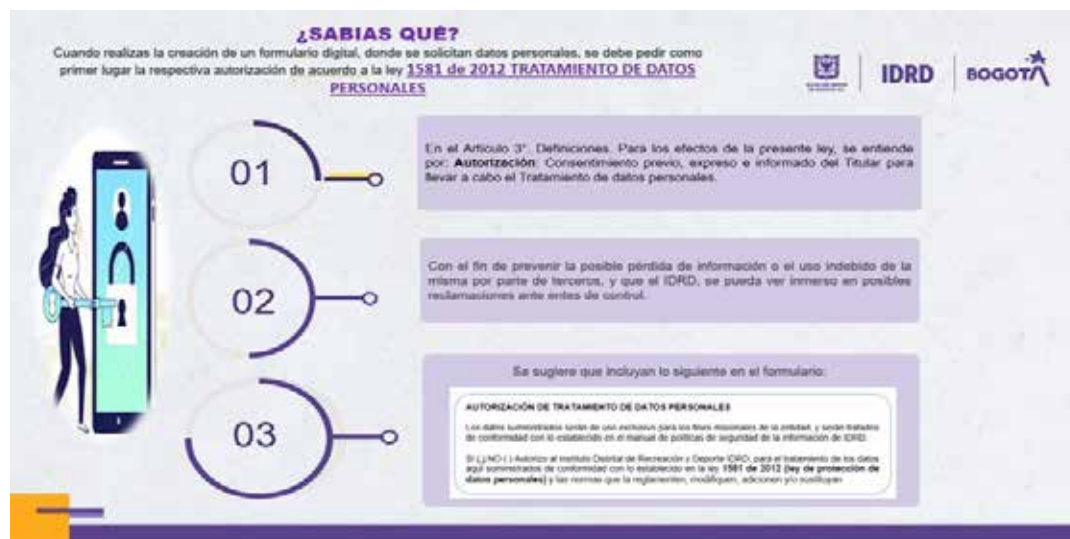 ¿SABIAS QUÉ?
Cuando realizas la creación de un formulario digital, donde se solicitan datos personales, se debe pedir como
primer lugar la respectiva autorización de acuerdo a la ley 1581 de 2012 TRATAMIENTO DE DATOS
PERSONALES
IDRD
BOGOTÁ
01
En el Artículo 3°. Definiciones. Para los efectos de la presente ley, se entiende
por: Autorización: Consentimiento previo, expreso e informado del Titular para
llevar a cabo el Tratamiento de datos personales.
02
Con el fin de prevenir la posible pérdida de información o el uso indebido de la
misma por parte de terceros, y que el IDRD, se pueda ver inmerso en posibles
reclamaciones ante entes de control.
03
Se sugiere que incluyan lo siguiente en el formulario:
AUTORIZACIÓN DE TRATAMIENTO DE DATOS PERSONALES
Los datos suministrados serán de uso exclusivo para los fines misionales de la entidad, y serán tratados
de conformidad con lo establecido en el manual de políticas de seguridad de la información de IDRD.
SI (_) NO ( ) Autorizo al Instituto Distrital de Recreación y Deporte IDRD, para el tratamiento de los datos
aquí suministrados de conformidad con lo establecido en la ley 1581 de 2012 (ley de protección de
datos personales) y las normas que la reglamenten, modifiquen, adicionen y/o sustituyan